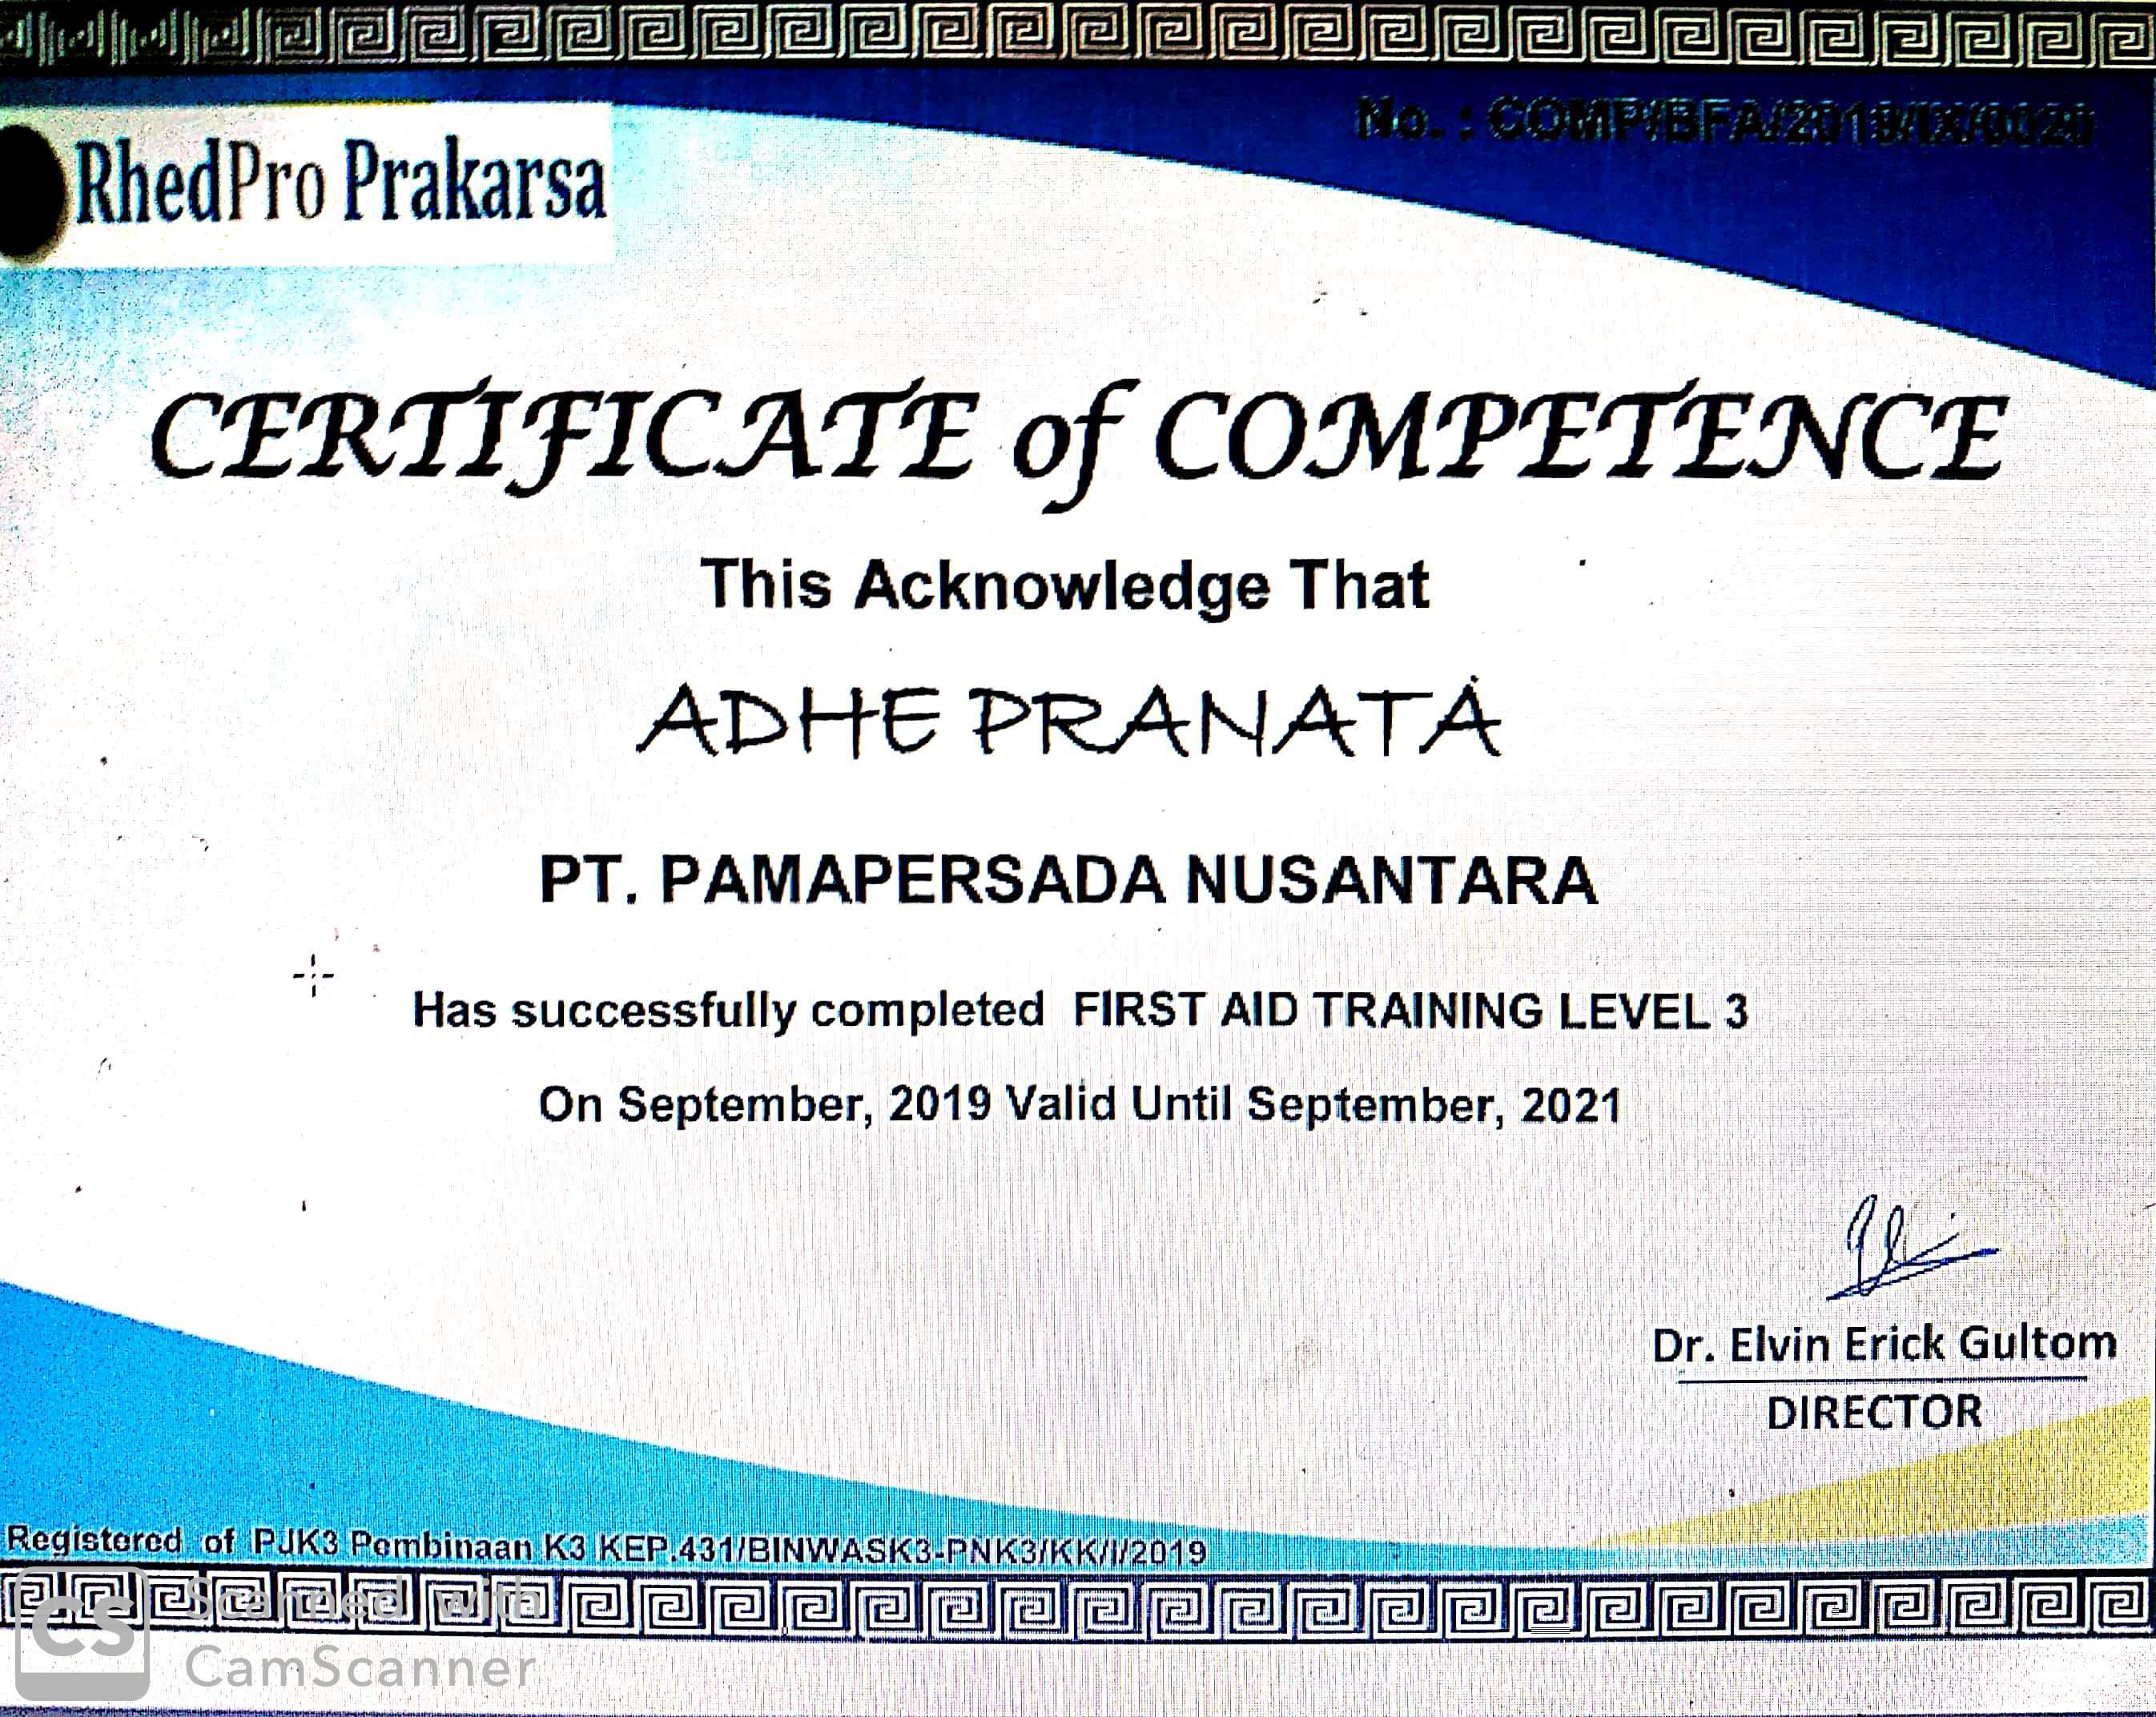 No. : COMP/BFA/2019/IX/0020
RhedPro Prakarsa
CERTIFICATE of COMPETENCE
This Acknowledge That
ADHE PRANATA
PT. PAMAPERSADA NUSANTARA
Has successfully completed FIRST AID TRAINING LEVEL 3
On September, 2019 Valid Until September, 2021
Dr. Elvin Erick Gultom
DIRECTOR
Registered of PJK3 Pembinaan K3 KEP.431/BINWASK3-PNK3/KK/I/2019
CS
Scanned with
CamScanner